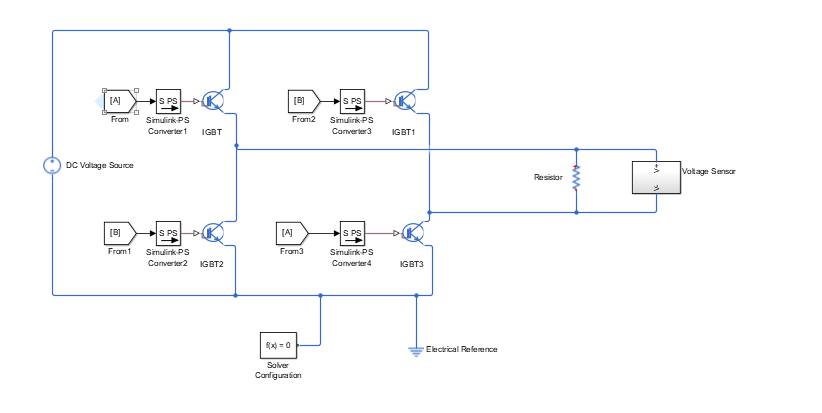 [A]
From
S PS
Simulink-PS
Converter1
IGBT
[B]
From2
S PS
Simulink-PS
Converter3
IGBT1
DC Voltage Source
Resistor
+V
V-
Voltage Sensor
[B]
From1
S PS
Simulink-PS
Converter2
IGBT2
[A]
From3
S PS
Simulink-PS
Converter4
IGBT3
f(x) = 0
Solver
Configuration
Electrical Reference